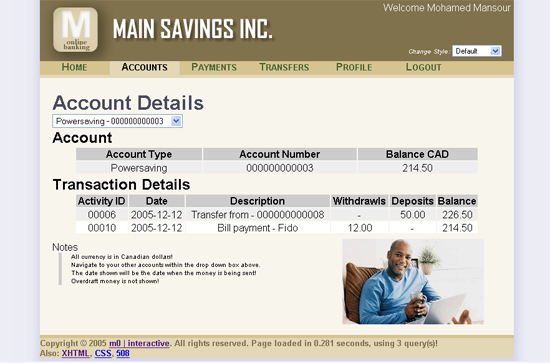 Welcome Mohamed Mansour
M
online
banking
MAIN SAVINGS INC.
Change Style: Default
HOME ACCOUNTS PAYMENTS TRANSFERS PROFILE LOGOUT
Account Details
Powersaving - 000000000003
Account
Account Type Account Number Balance CAD
Powersaving 000000000003 214.50
Transaction Details
Activity ID Date Description Withdrawls Deposits Balance
00006 2005-12-12 Transfer from - 000000000008 - 50.00 226.50
00010 2005-12-12 Bill payment - Fido 12.00 - 214.50
Notes
All currency is in Canadian dollars!
Navigate to your other accounts within the drop down box above.
The date shown will be the date when the money is being sent!
Overdraft money is not shown!
Copyright © 2005 m0 | interactive. All rights reserved. Page loaded in 0.281 seconds, using 3 query(s)!
Also: XHTML, CSS, 508